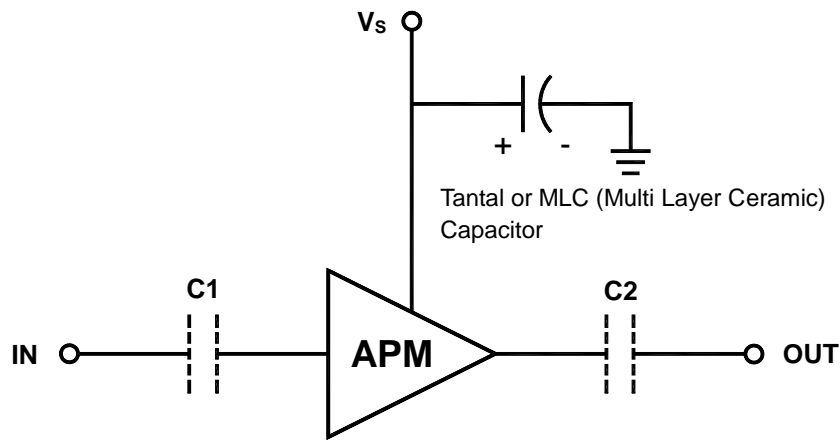 Vs
+ -
Tantal or MLC (Multi Layer Ceramic)
Capacitor
C1
C2
IN
APM
OUT